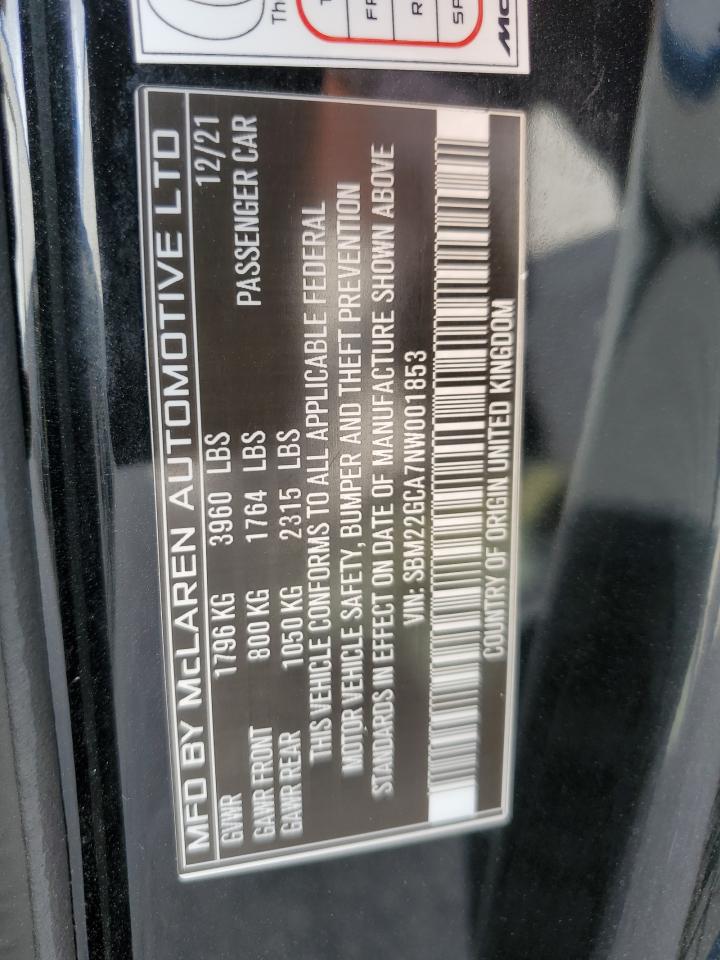 MFD BY McLAREN AUTOMOTIVE LTD
GVWR 1796 KG 3960 LBS 12/21
GAWR FRONT 800 KG 1764 LBS PASSENGER CAR
GAWR REAR 1050 KG 2315 LBS
THIS VEHICLE CONFORMS TO ALL APPLICABLE FEDERAL
MOTOR VEHICLE SAFETY, BUMPER AND THEFT PREVENTION
STANDARDS IN EFFECT ON DATE OF MANUFACTURE SHOWN ABOVE
VIN: SBM22GCA7NW001853
COUNTRY OF ORIGIN UNITED KINGDOM